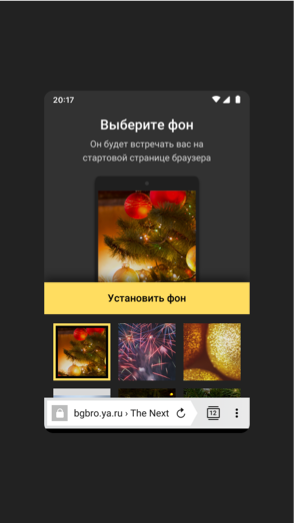 20:17
Выберите фон
Он будет встречать вас на
стартовой странице браузера
Установить фон
bgbro.ya.ru › The Next
12